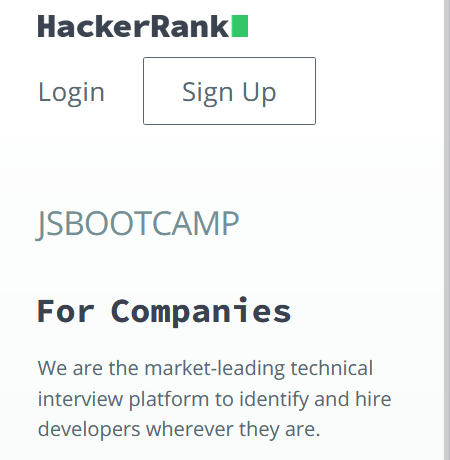 HackerRank
Login
Sign Up
JSBOOTCAMP
For Companies
We are the market-leading technical
interview platform to identify and hire
developers wherever they are.